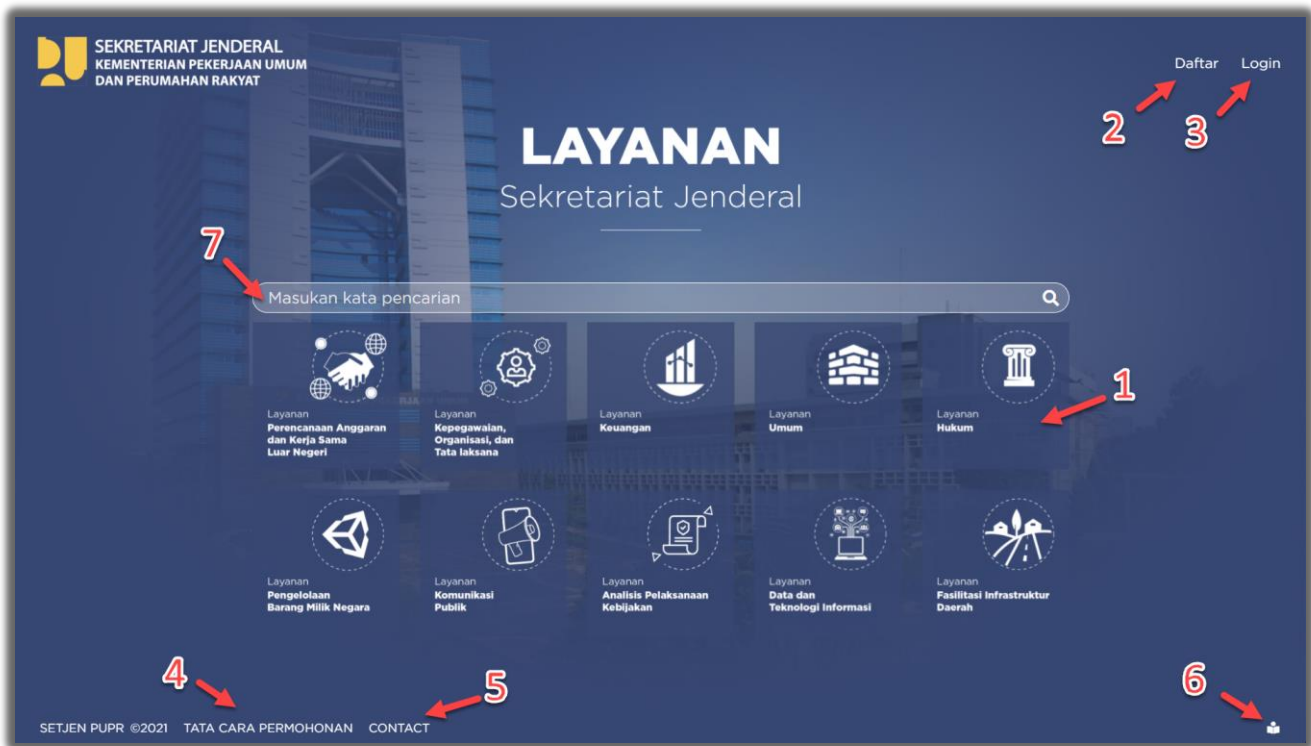 SEKRETARIAT JENDERAL
KEMENTERIAN PEKERJAAN UMUM
DAN PERUMAHAN RAKYAT
Daftar
Login
2
3
LAYANAN
Sekretariat Jenderal
7
Masukan kata pencarian
Layanan
Perencanaan Anggaran
dan Kerja Sama
Luar Negeri
Layanan
Kepegawaian,
Organisasi, dan
Tata laksana
Layanan
Keuangan
Layanan
Umum
Layanan
Hukum
1
Layanan
Pengelolaan
Barang Milik Negara
Layanan
Komunikasi
Publik
Layanan
Analisis Pelaksanaan
Kebijakan
Layanan
Data dan
Teknologi Informasi
Layanan
Fasilitasi Infrastruktur
Daerah
4
5
6
SETJEN PUPR ©2021
TATA CARA PERMOHONAN
CONTACT